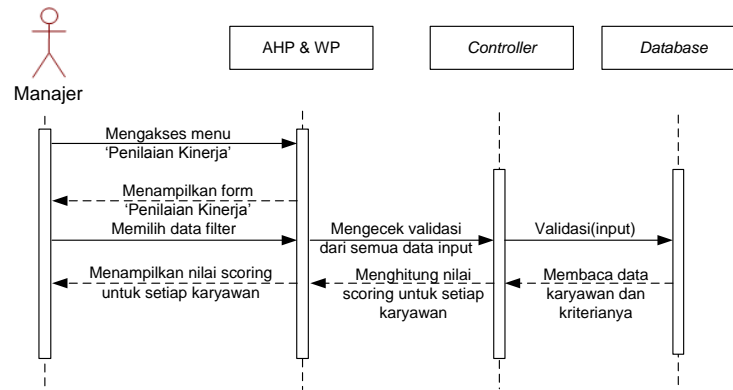 Manajer
AHP & WP
Controller
Database
Mengakses menu
'Penilaian Kinerja'
Menampilkan form
'Penilaian Kinerja'
Memilih data filter
Mengecek validasi
dari semua data input
Validasi(input)
Menampilkan nilai scoring
untuk setiap karyawan
Menghitung nilai
scoring untuk setiap
karyawan
Membaca data
karyawan dan
kriterianya